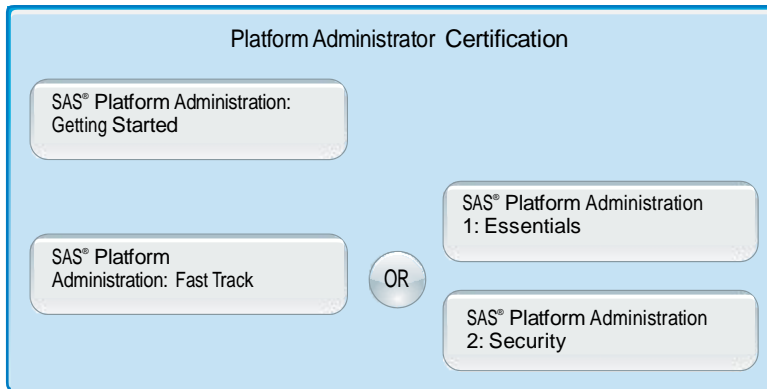 Platform Administrator Certification
SAS® Platform Administration:
Getting Started
SAS® Platform
Administration: Fast Track
OR
SAS® Platform Administration
1: Essentials
SAS® Platform Administration
2: Security